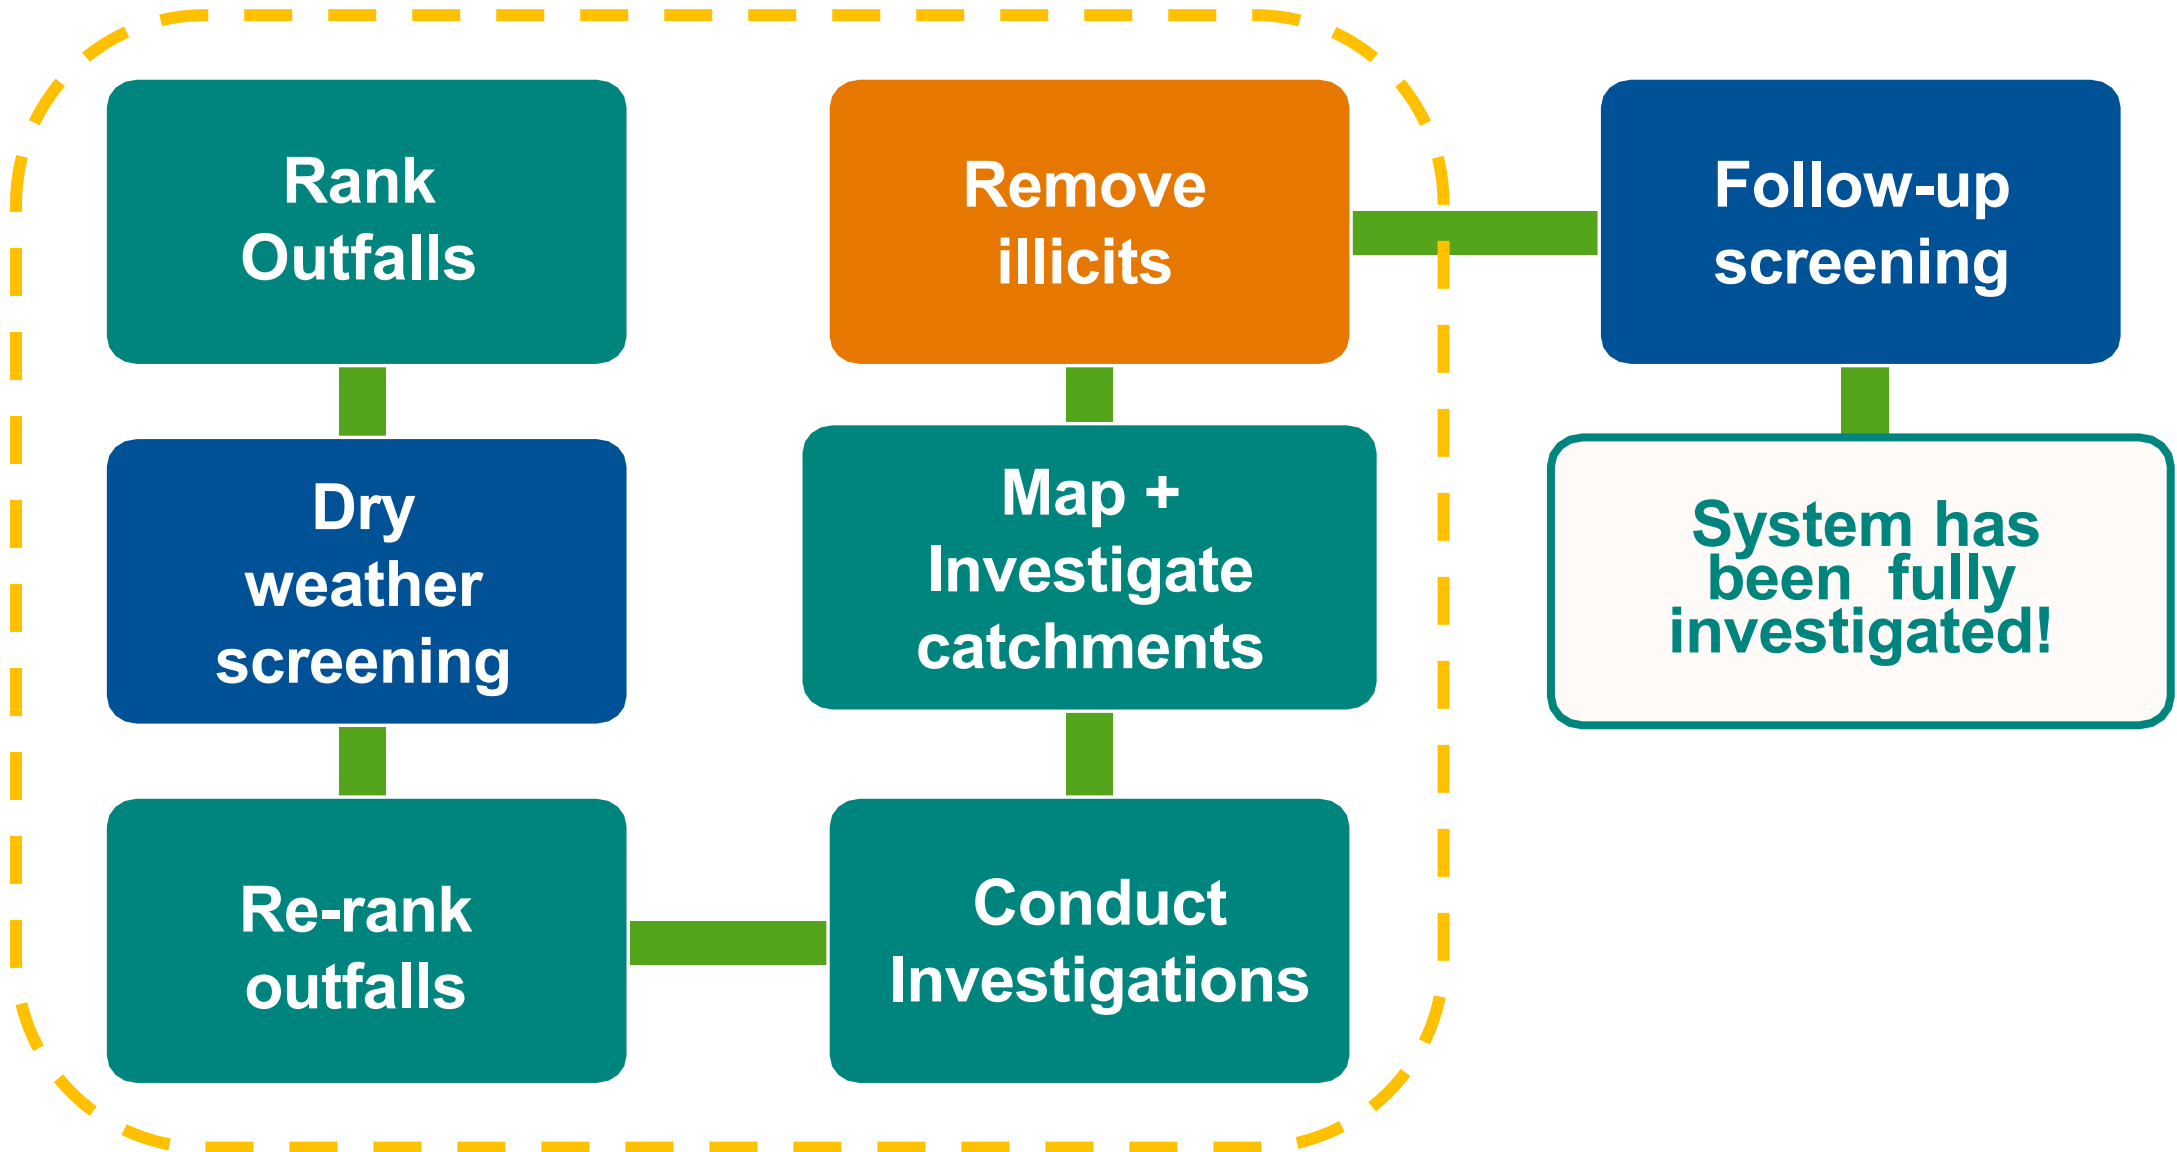 Rank
Outfalls
Dry
weather
screening
Re-rank
outfalls
Conduct
Investigations
Map +
Investigate
catchments
Remove
illicits
Follow-up
screening
System has
been  fully
investigated!